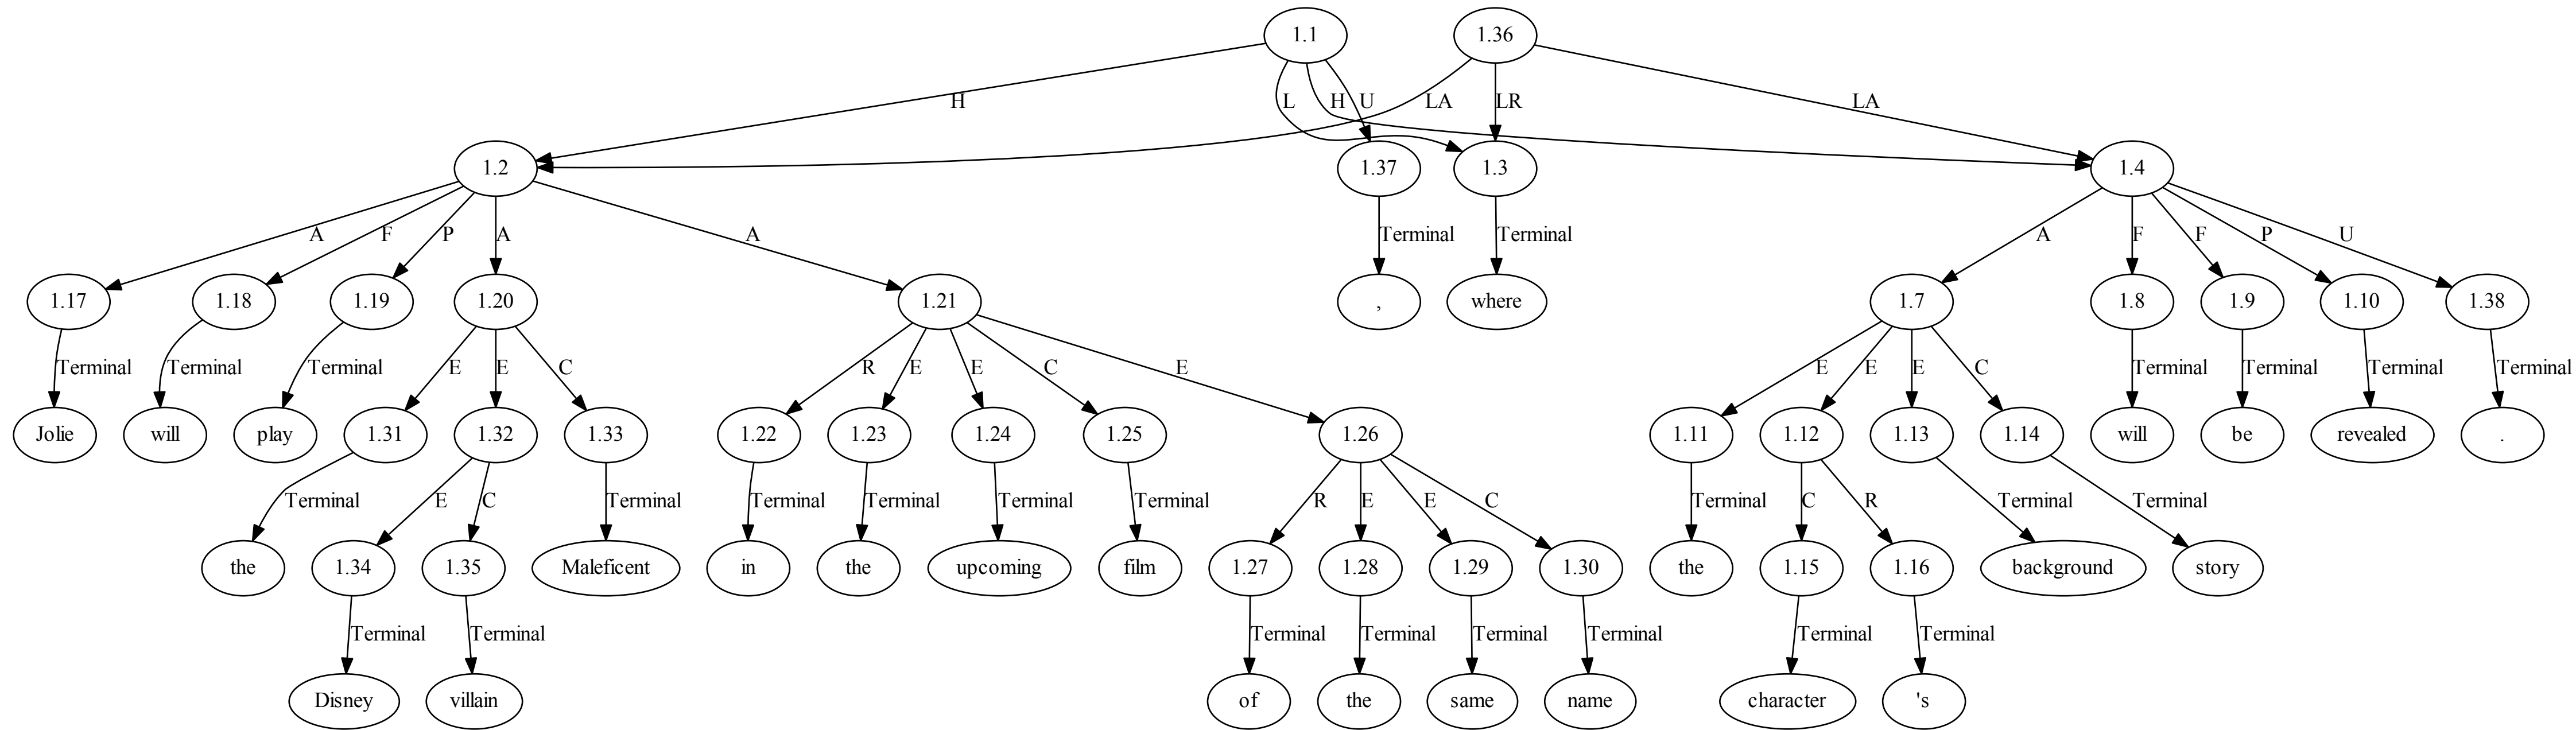 1.1 1.36
H L H U LA LR LA
1.2 1.37 1.3 1.4
A F P A A Terminal Terminal A F F P U
1.17 1.18 1.19 1.20 1.21 , where 1.7 1.8 1.9 1.10 1.38
Terminal Terminal Terminal E E C R E E C E E E E C Terminal Terminal Terminal Terminal
Jolie will play 1.31 1.32 1.33 1.22 1.23 1.24 1.25 1.26 1.11 1.12 1.13 1.14 will be revealed .
Terminal E C Terminal Terminal Terminal Terminal Terminal R E E C Terminal C R Terminal Terminal
the 1.34 1.35 Maleficent in the upcoming film 1.27 1.28 1.29 1.30 the 1.15 1.16 background story
Terminal Terminal Terminal Terminal Terminal Terminal Terminal Terminal
Disney villain of the same name character 's